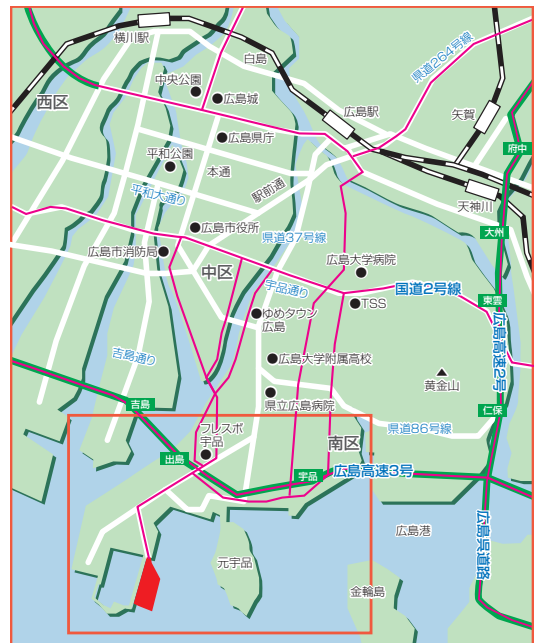 横川駅
白島
県道264号線
中央公園
広島城
広島駅
矢賀
西区
府中
広島県庁
平和公園
本通
駅前通
平和大通り
天神川
広島市役所
大州
県道37号線
広島市消防局
中区
広島大学病院
宇品通り
国道2号線
東雲
TSS
ゆめタウン
広島
広島高速2号
吉島通り
広島大学附属高校
黄金山
県立広島病院
吉島
仁保
フレスポ
宇品
県道86号線
南区
出島
宇品
広島高速3号
広島港
広島県道路
元宇品
金輪島